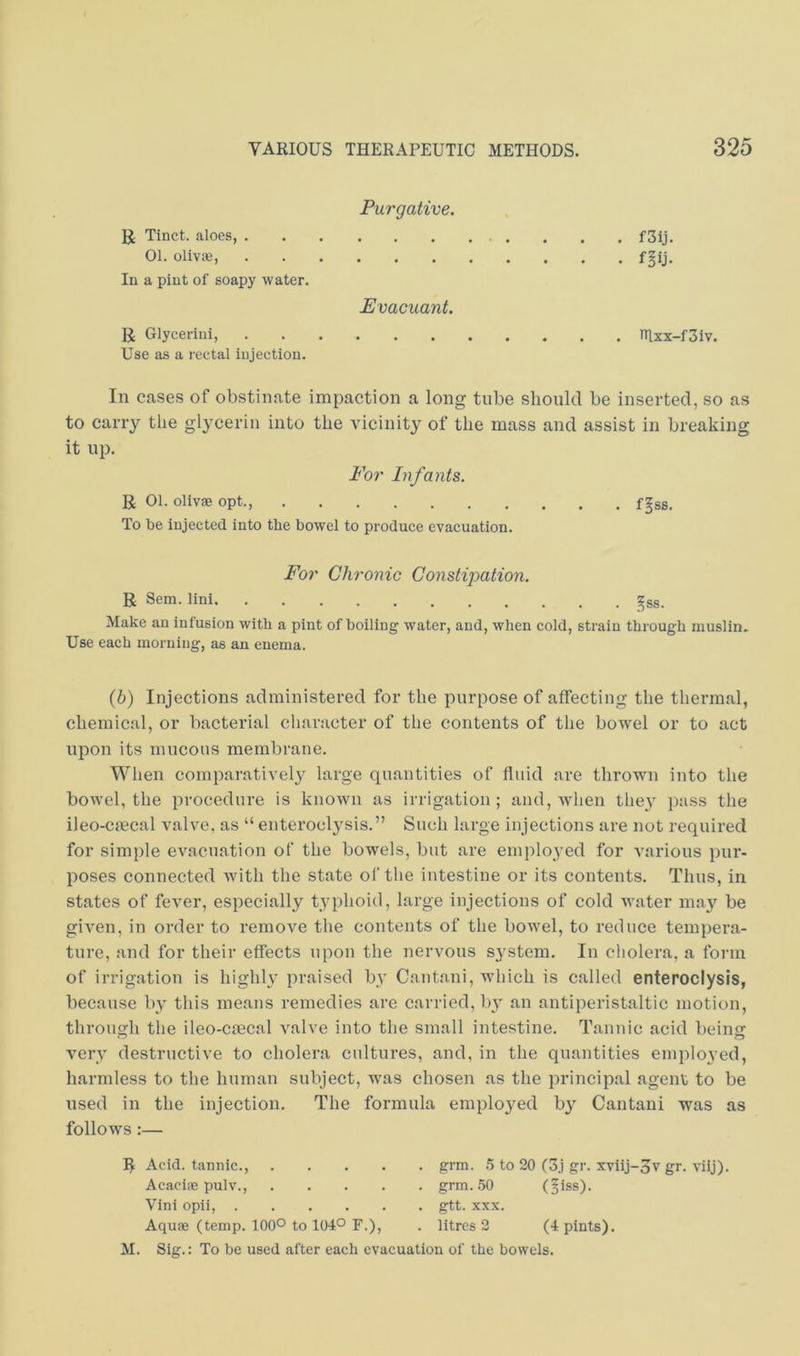 VARIOUS THERAPEUTIC METHODS. 325
Purgative.
℞ Tinct. aloes, . . . . . . . . . . . . fʒij.
Ol. olivæ, . . . . . . . . . . . . f℥ij.
In a pint of soapy water.
Evacuant.
℞ Glycerini, . . . . . . . . . . . . ♏xx-fʒiv.
Use as a rectal injection.
In cases of obstinate impaction a long tube should be inserted, so as
to carry the glycerin into the vicinity of the mass and assist in breaking
it up.
For Infants.
℞ Ol. olivæ opt., . . . . . . . . . . . f℥ss.
To be injected into the bowel to produce evacuation.
For Chronic Constipation.
℞ Sem. lini, . . . . . . . . . . . . ℥ss.
Make an infusion with a pint of boiling water, and, when cold, strain through muslin.
Use each morning, as an enema.
(b) Injections administered for the purpose of affecting the thermal,
chemical, or bacterial character of the contents of the bowel or to act
upon its mucous membrane.
When comparatively large quantities of fluid are thrown into the
bowel, the procedure is known as irrigation; and, when they pass the
ileo-cæcal valve, as “enteroclysis.” Such large injections are not required
for simple evacuation of the bowels, but are employed for various pur-
poses connected with the state of the intestine or its contents. Thus, in
states of fever, especially typhoid, large injections of cold water may be
given, in order to remove the contents of the bowel, to reduce tempera-
ture, and for their effects upon the nervous system. In cholera, a form
of irrigation is highly praised by Cantani, which is called enteroclysis,
because by this means remedies are carried, by an antiperistaltic motion,
through the ileo-cæcal valve into the small intestine. Tannic acid being
very destructive to cholera cultures, and, in the quantities employed,
harmless to the human subject, was chosen as the principal agent to be
used in the injection. The formula employed by Cantani was as
follows:—
℞ Acid. tannic., . . . . . . grm. 5 to 20 (ʒj gr. xviij-ʒv gr. viij).
Acaciæ pulv., . . . . . . grm. 50 (℥iss).
Vini opii, . . . . . . gtt. xxx.
Aquæ (temp. 100° to 104° F.), . litres 2 (4 pints).
M. Sig.: To be used after each evacuation of the bowels.